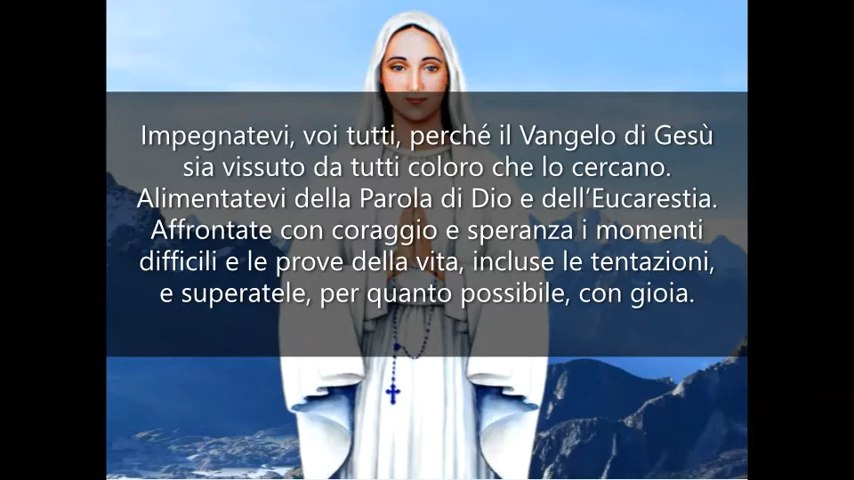 Impegnatevi, voi tutti, perché il Vangelo di Gesù
sia vissuto da tutti coloro che lo cercano.
Alimentatevi della Parola di Dio e dell’Eucarestia.
Affrontate con coraggio e speranza i momenti
difficili e le prove della vita, incluse le tentazioni,
e superatele, per quanto possibile, con gioia.